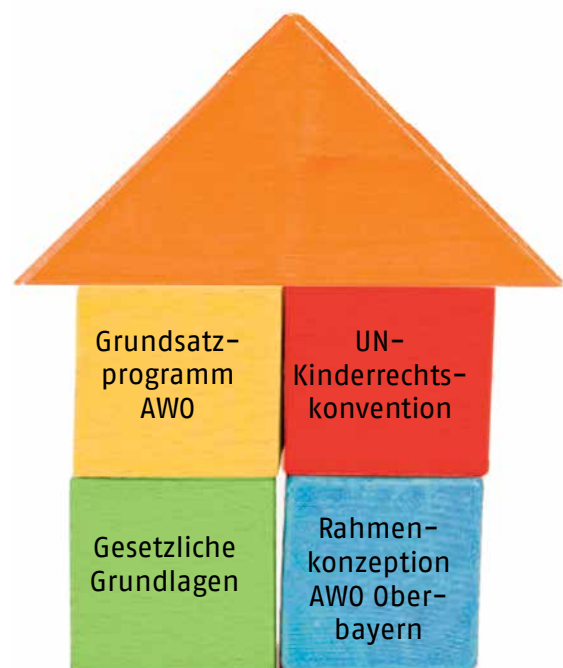 Grundsatz-
programm
AWO
UN-
Kinderrechts-
konvention
Gesetzliche
Grundlagen
Rahmen-
konzeption
AWO Ober-
bayern